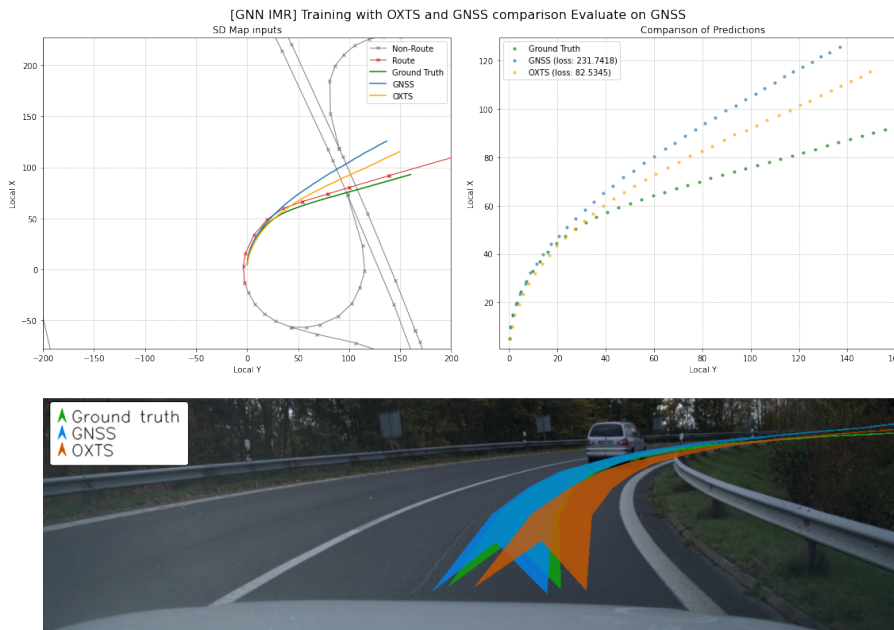 [GNN IMR] Training with OXTS and GNSS comparison Evaluate on GNSS
SD Map inputs
Non-Route
Route
Ground Truth
GNSS
OXTS
200
150
100
50
0
−50
Local X
−200
−150
−100
−50
0
50
100
150
200
Local Y
Comparison of Predictions
Ground Truth
GNSS (loss: 231.7418)
OXTS (loss: 82.5345)
120
100
80
60
40
20
Local X
0
20
40
60
80
100
120
140
Local Y
Ground truth
GNSS
OXTS